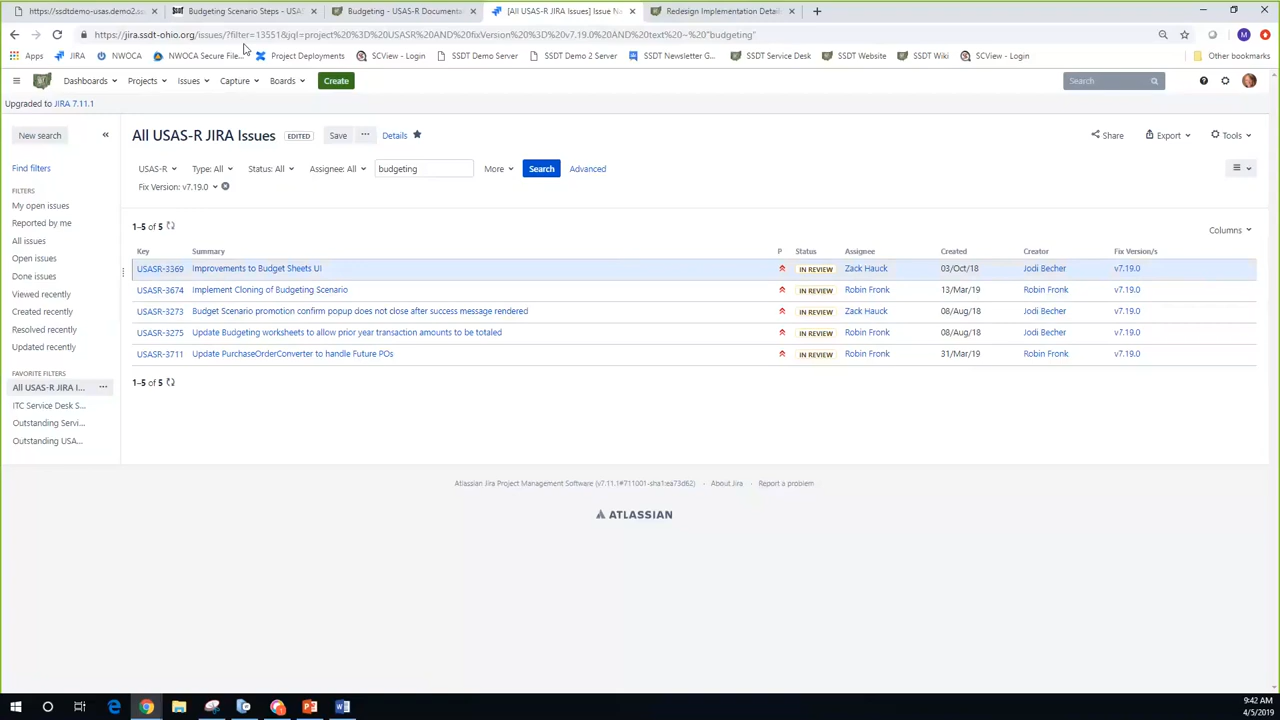 https://ssdtdemo-usas.demo2.ss
Budgeting Scenario Steps - USAS
Budgeting - USAS-R Documenta
[All USAS-R JIRA Issues] Issue Na
Redesign Implementation Detail
https://jira.ssdt-ohio.org/issues/?filter=13551&jql=project%20%3D%20USASR%20AND%20fixVersion%20%3D%20v7.19.0%20AND%20text%20~%20"budgeting"
Apps
JIRA
NWOCA
NWOCA Secure File...
Project Deployments
SCView - Login
SSDT Demo Server
SSDT Demo 2 Server
SSDT Newsletter G...
SSDT Service Desk
SSDT Website
SSDT Wiki
SCView - Login
Other bookmarks
Dashboards
Projects
Issues
Capture
Boards
Create
Search
Upgraded to JIRA 7.11.1
New search
All USAS-R JIRA Issues
EDITED
Save
Details
Share
Export
Tools
Find filters
USAS-R
Type: All
Status: All
Assignee: All
budgeting
More
Search
Advanced
Fix Version: v7.19.0
FILTERS
My open issues
Reported by me
All issues
Open issues
Done issues
Viewed recently
Created recently
Resolved recently
Updated recently
FAVORITE FILTERS
All USAS-R JIRA I...
ITC Service Desk S...
Outstanding Servi...
Outstanding USA...
1–5 of 5
Columns
Key Summary P Status Assignee Created Creator Fix Version/s
USASR-3369 Improvements to Budget Sheets UI IN REVIEW Zack Hauck 03/Oct/18 Jodi Becher v7.19.0
USASR-3674 Implement Cloning of Budgeting Scenario IN REVIEW Robin Fronk 13/Mar/19 Robin Fronk v7.19.0
USASR-3273 Budget Scenario promotion confirm popup does not close after success message rendered IN REVIEW Zack Hauck 08/Aug/18 Jodi Becher v7.19.0
USASR-3275 Update Budgeting worksheets to allow prior year transaction amounts to be totaled IN REVIEW Robin Fronk 08/Aug/18 Jodi Becher v7.19.0
USASR-3711 Update PurchaseOrderConverter to handle Future POs IN REVIEW Robin Fronk 31/Mar/19 Robin Fronk v7.19.0
1–5 of 5
Atlassian Jira Project Management Software (v7.11.1#711001-sha1:ea73d62) · About Jira · Report a problem
ATLASSIAN
9:42 AM
4/5/2019